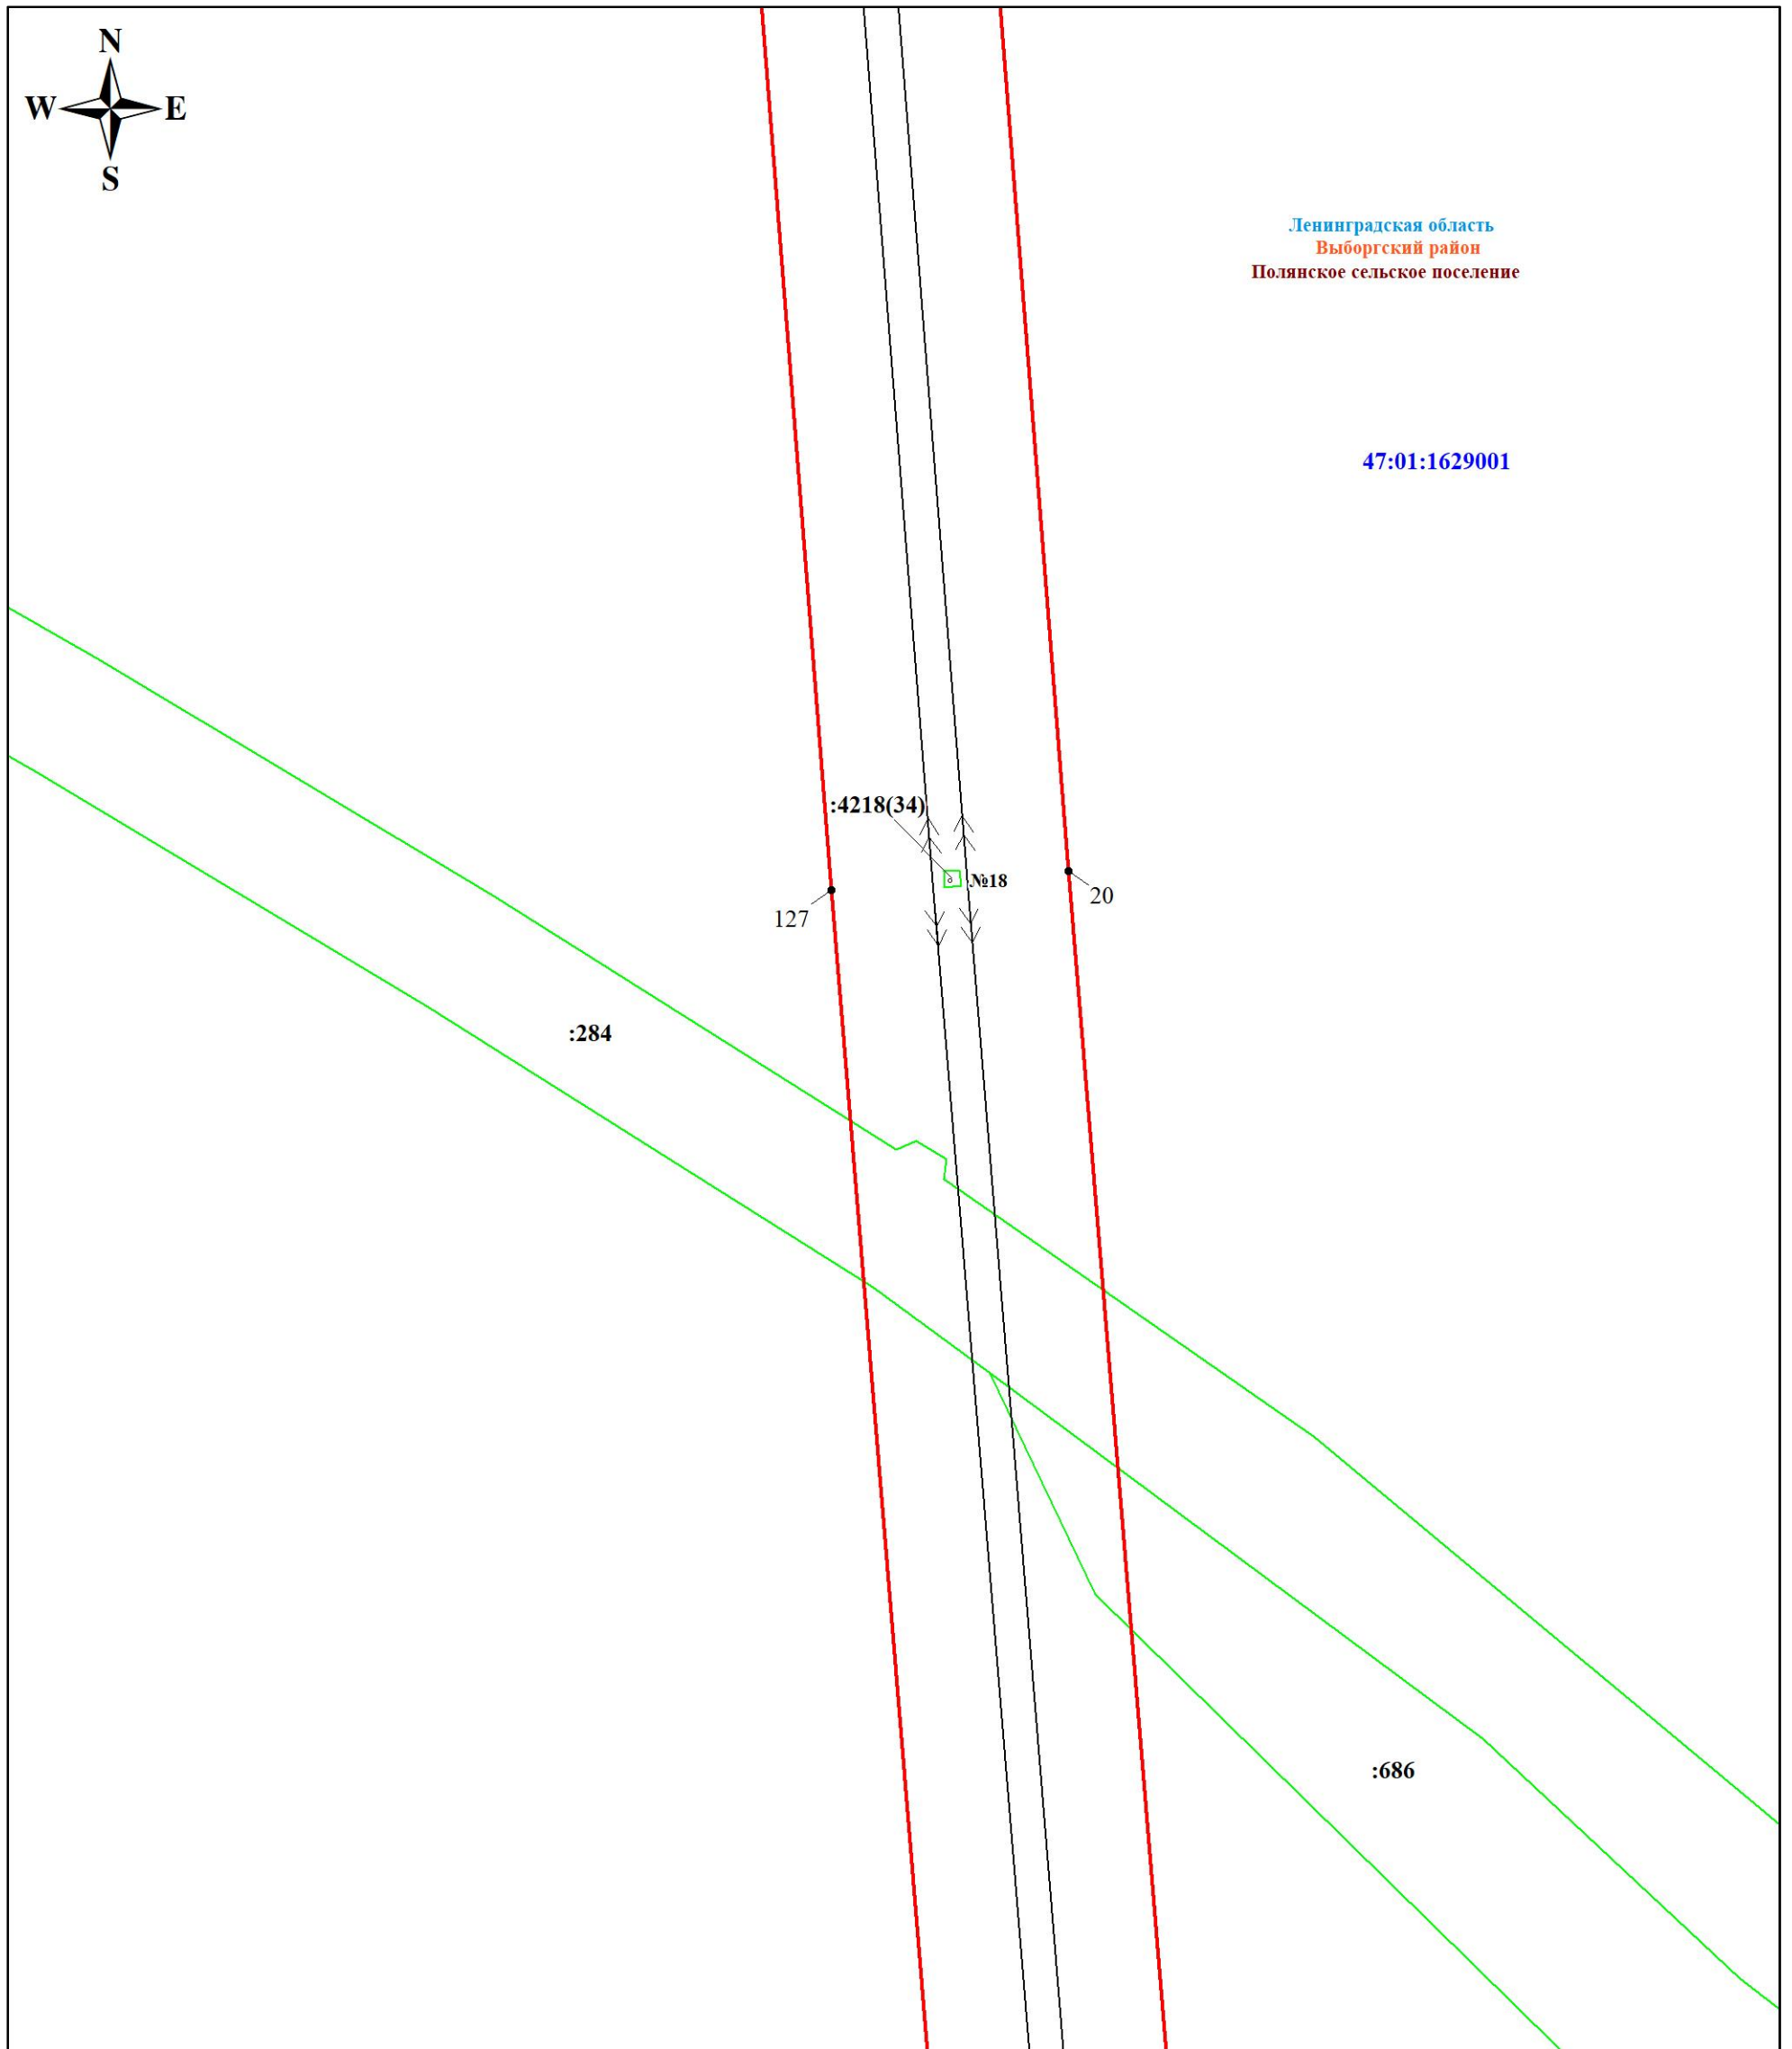 N
W E
S
Ленинградская область
Выборгский район
Полянское сельское поселение
47:01:1629001
:4218(34)
№18
20
127
:284
:686